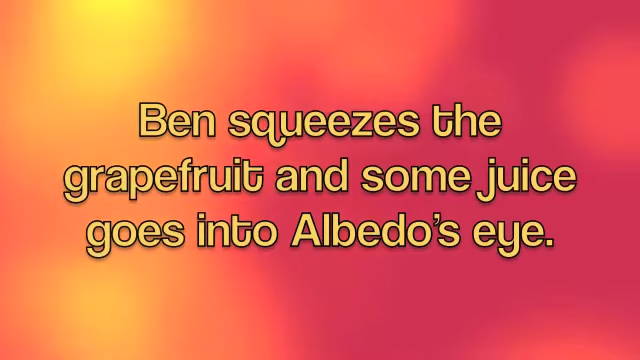 Ben squeezes the
grapefruit and some juice
goes into Albedo’s eye.